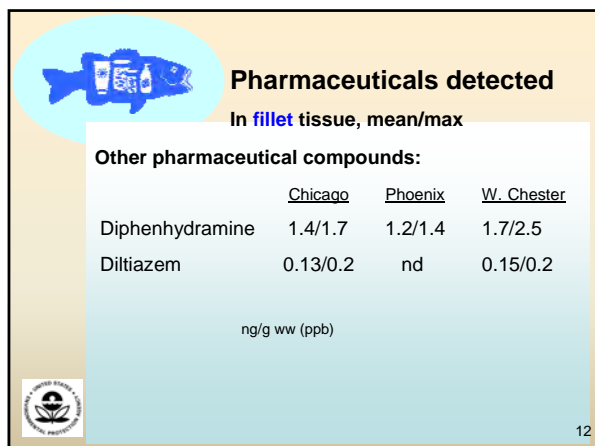 Pharmaceuticals detected
In fillet tissue, mean/max
Other pharmaceutical compounds:
Chicago Phoenix W. Chester
Diphenhydramine 1.4/1.7 1.2/1.4 1.7/2.5
Diltiazem 0.13/0.2 nd 0.15/0.2
ng/g ww (ppb)
UNITED STATES
12